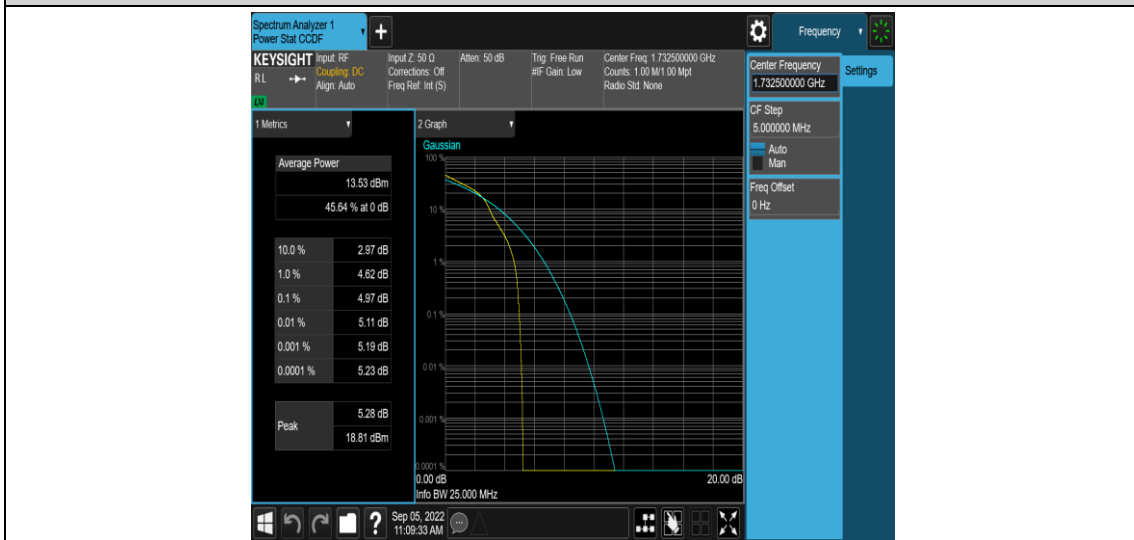 Spectrum Analyzer 1
Power Stat CCDF
+
Frequency
KEYSIGHT
RL
Input: RF
Coupling: DC
Align: Auto
Input Z: 50 Ω
Corrections: Off
Freq Ref: Int (S)
Atten: 50 dB
Trig: Free Run
#IF Gain: Low
Center Freq: 1.732500000 GHz
Counts: 1.00 M/1.00 Mpt
Radio Std: None
Center Frequency
1.732500000 GHz
Settings
CF Step
5.000000 MHz
Auto
Man
Freq Offset
0 Hz
1 Metrics
Average Power
13.53 dBm
45.64 % at 0 dB
10.0 % 2.97 dB
1.0 % 4.62 dB
0.1 % 4.97 dB
0.01 % 5.11 dB
0.001 % 5.19 dB
0.0001 % 5.23 dB
Peak
5.28 dB
18.81 dBm
2 Graph
Gaussian
100 %
10 %
1 %
0.1 %
0.01 %
0.001 %
0.0001 %
0.00 dB 20.00 dB
Info BW 25.000 MHz
?
Sep 05, 2022
11:09:33 AM